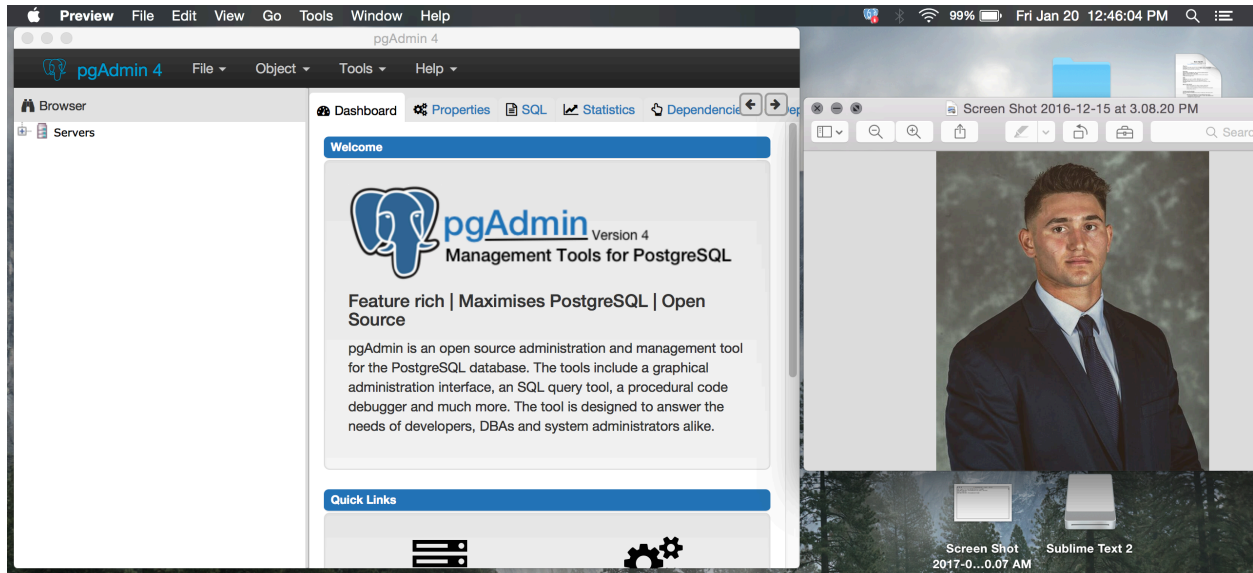 Preview File Edit View Go Tools Window Help 99% Fri Jan 20 12:46:04 PM
pgAdmin 4
pgAdmin 4 File Object Tools Help
Browser
Servers
Dashboard Properties SQL Statistics
Welcome
pgAdmin Version 4
Management Tools for PostgreSQL
Feature rich | Maximises PostgreSQL | Open
Source
pgAdmin is an open source administration and management tool
for the PostgreSQL database. The tools include a graphical
administration interface, an SQL query tool, a procedural code
debugger and much more. The tool is designed to answer the
needs of developers, DBAs and system administrators alike.
Quick Links
Screen Shot 2016-12-15 at 3.08.20 PM
Screen Shot
2017-0...0.07 AM
Sublime Text 2